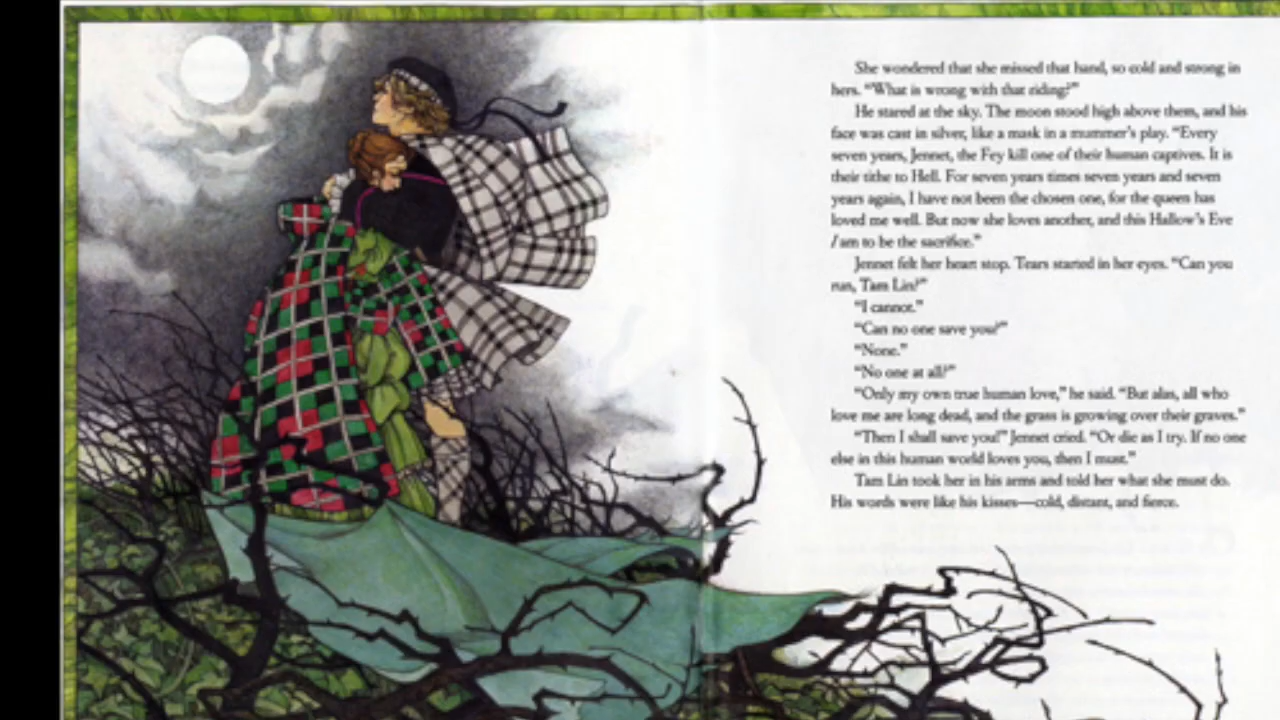 She wondered that she missed that hand, so cold and strong in
hers. “What is wrong with that riding?”
He stared at the sky. The moon stood high above them, and his
face was cast in silver, like a mask in a mummer’s play. “Every
seven years, Jennet, the Fey kill one of their human captives. It is
their tithe to Hell. For seven years times seven years and seven
years again, I have not been the chosen one, for the queen has
loved me well. But now she loves another, and this Hallow’s Eve
I am to be the sacrifice.”
Jennet felt her heart stop. Tears started in her eyes. “Can you
run, Tam Lin?”
“I cannot.”
“Can no one save you?”
“None.”
“No one at all?”
“Only my own true human love,” he said. “But alas, all who
love me are long dead, and the grass is growing over their graves.”
“Then I shall save you!” Jennet cried. “Or die as I try. If no one
else in this human world loves you, then I must.”
Tam Lin took her in his arms and told her what she must do.
His words were like his kisses—cold, distant, and fierce.